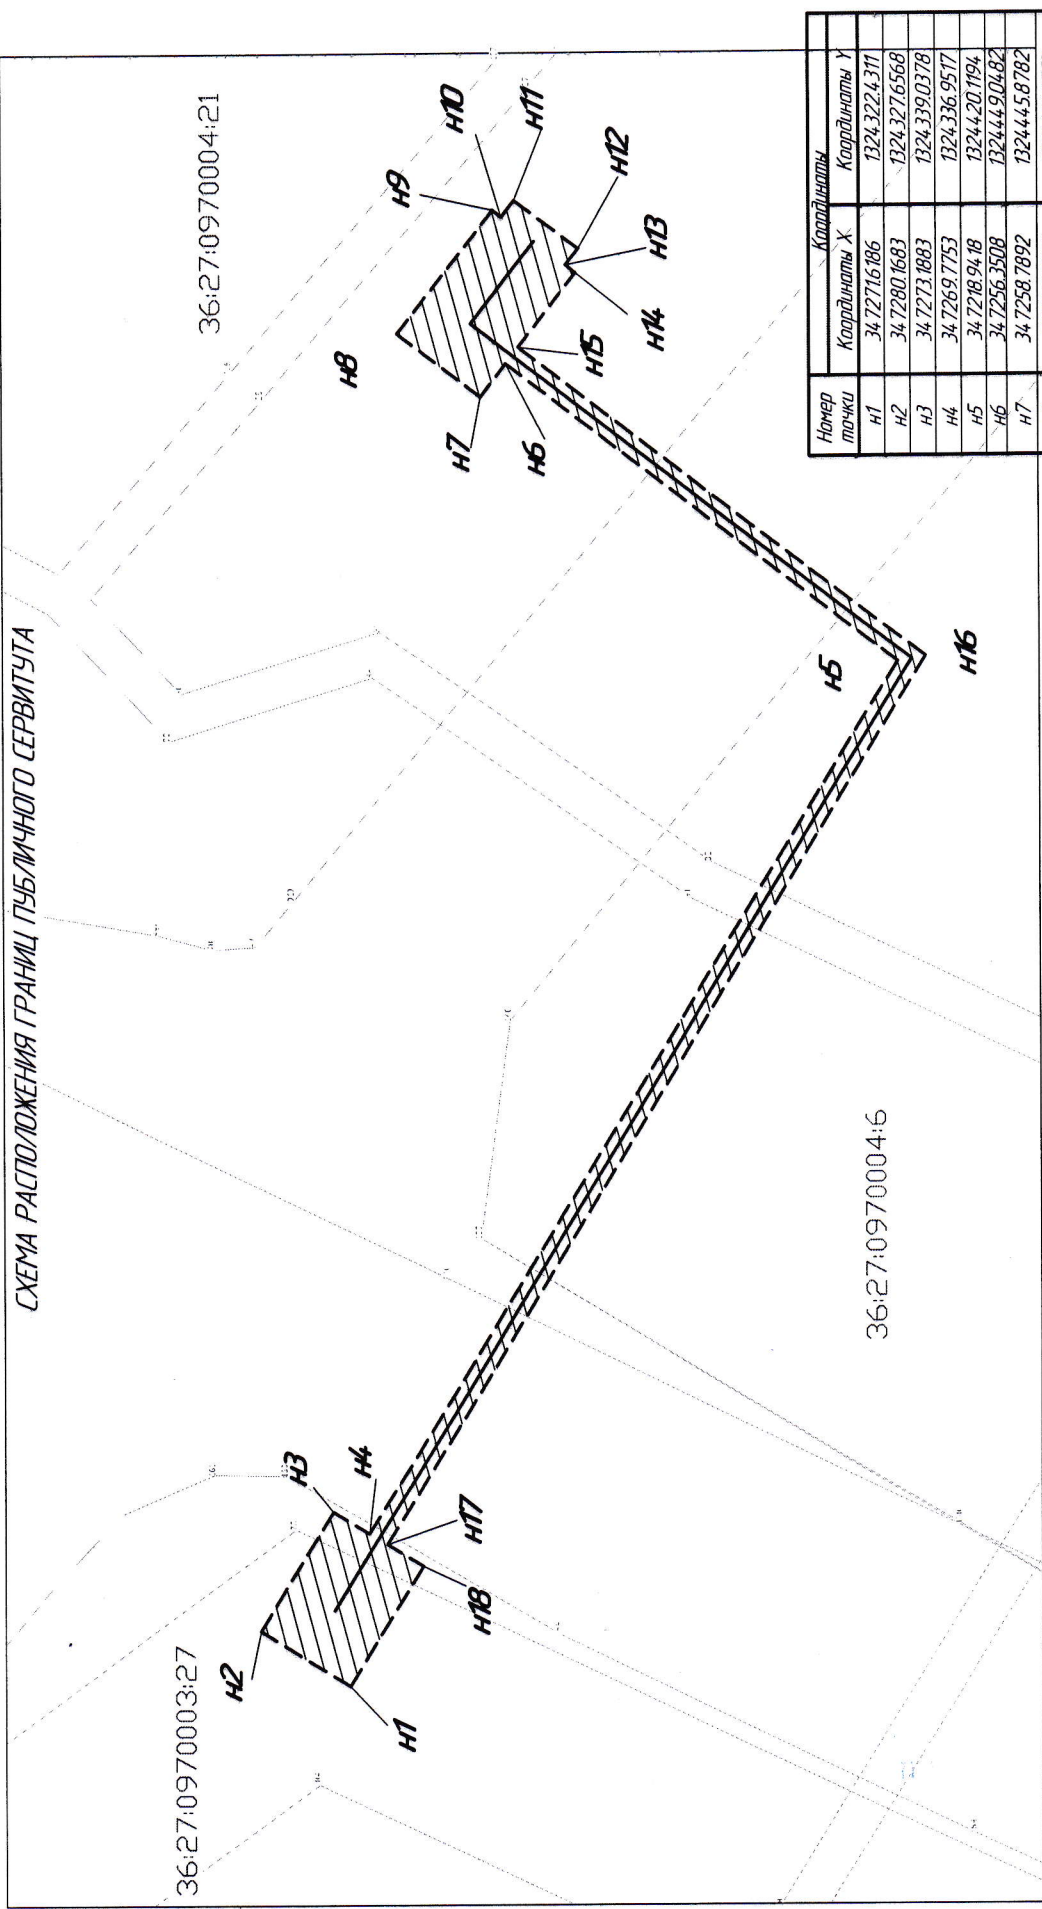 СХЕМА РАСПОЛОЖЕНИЯ ГРАНИЦ ПУБЛИЧНОГО СЕРВИТУТА
36:27:0970003:27
36:27:0970004:21
36:27:0970004:6
н1
н2
н3
н4
н17
н18
н5
н16
н6
н7
н8
н9
н10
н11
н12
н13
н14
н15
Номер точки
Координаты
Координаты X
Координаты Y
н1 347271.6186 1324322.4311
н2 347280.1683 1324327.6568
н3 347273.1883 1324339.0378
н4 347269.7753 1324336.9517
н5 347218.9418 1324420.1194
н6 347256.3508 1324449.0482
н7 347258.7892 1324445.8782